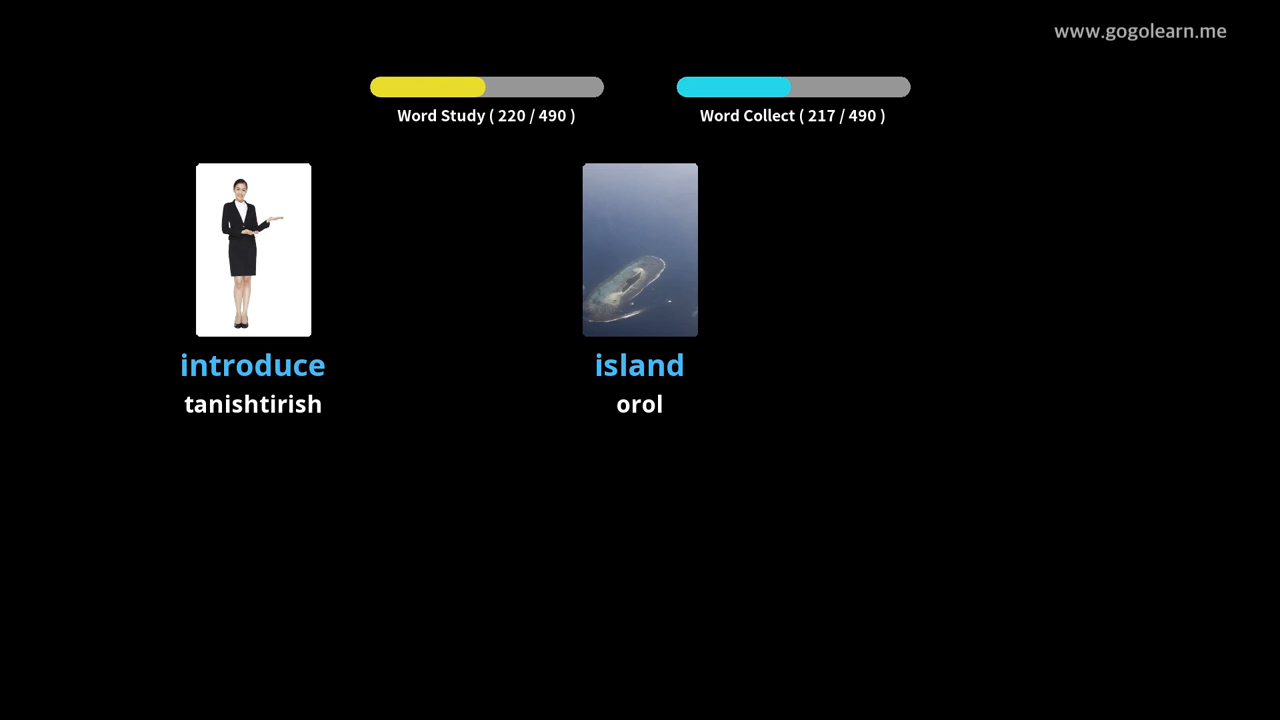 www.gogolearn.me
Word Study ( 220 / 490 )
Word Collect ( 217 / 490 )
introduce
tanishtirish
island
orol